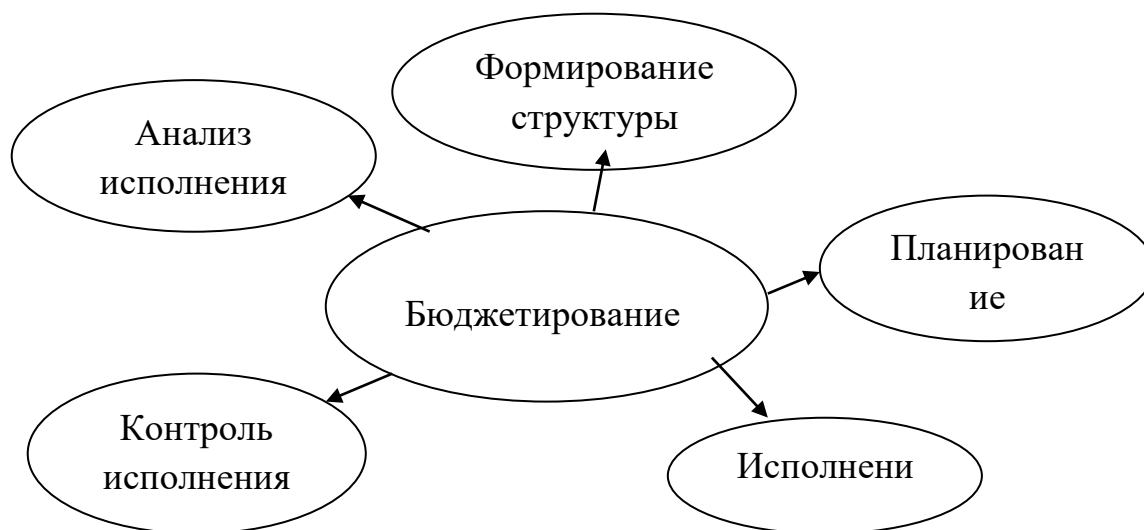 Формирование
структуры
Анализ
исполнения
Планирован
ие
Бюджетирование
Контроль
исполнения
Исполнени